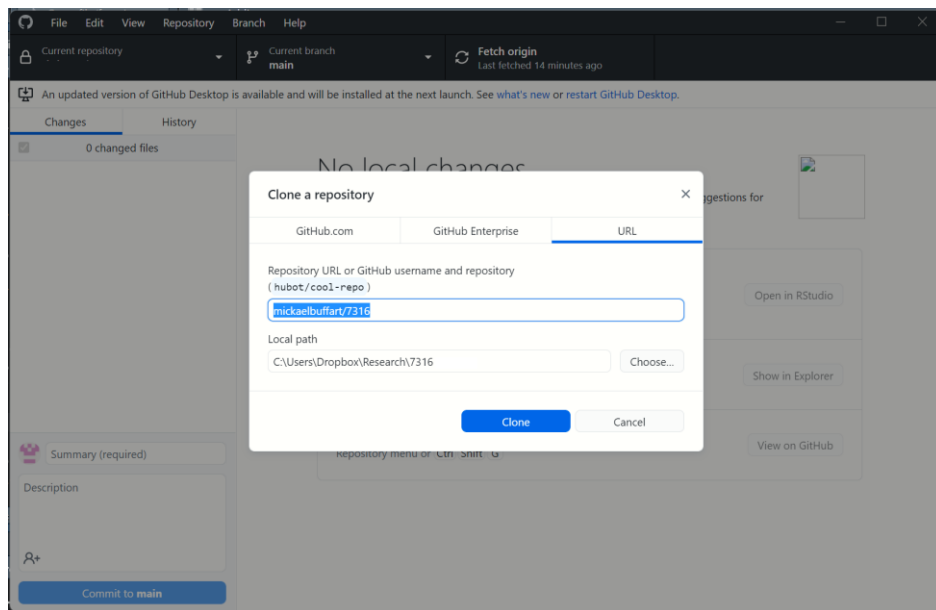 File Edit View Repository Branch Help
Current repository
Current branch
main
Fetch origin
Last fetched 14 minutes ago
An updated version of GitHub Desktop is available and will be installed at the next launch. See what's new or restart GitHub Desktop.
Changes History
0 changed files
No local changes
Clone a repository
ggestions for
GitHub.com GitHub Enterprise URL
Repository URL or GitHub username and repository
(hubot/cool-repo)
mickaelbuffart/7316
Local path
C:\Users\Dropbox\Research\7316
Choose...
Clone Cancel
Open in RStudio
Show in Explorer
Repository menu or Ctrl Shift G
View on GitHub
Summary (required)
Description
Commit to main